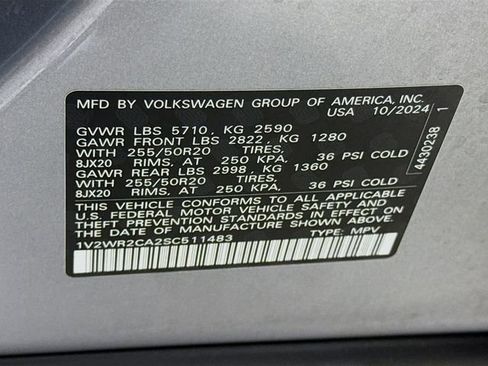 MFD BY VOLKSWAGEN GROUP OF AMERICA, INC.
USA 10/2024
GVWR LBS 5710, KG 2590
GAWR FRONT LBS 2822, KG 1280
WITH 255/50R20 TIRES,
8JX20 RIMS, AT 250 KPA, 36 PSI COLD
GAWR REAR LBS 2998, KG 1360
WITH 255/50R20 TIRES,
8JX20 RIMS, AT 250 KPA, 36 PSI COLD
THIS VEHICLE CONFORMS TO ALL APPLICABLE
U.S. FEDERAL MOTOR VEHICLE SAFETY AND
THEFT PREVENTION STANDARDS IN EFFECT ON
THE DATE OF MANUFACTURE SHOWN ABOVE.
1V2WR2CA2SC511483 TYPE: MPV
4430238 1